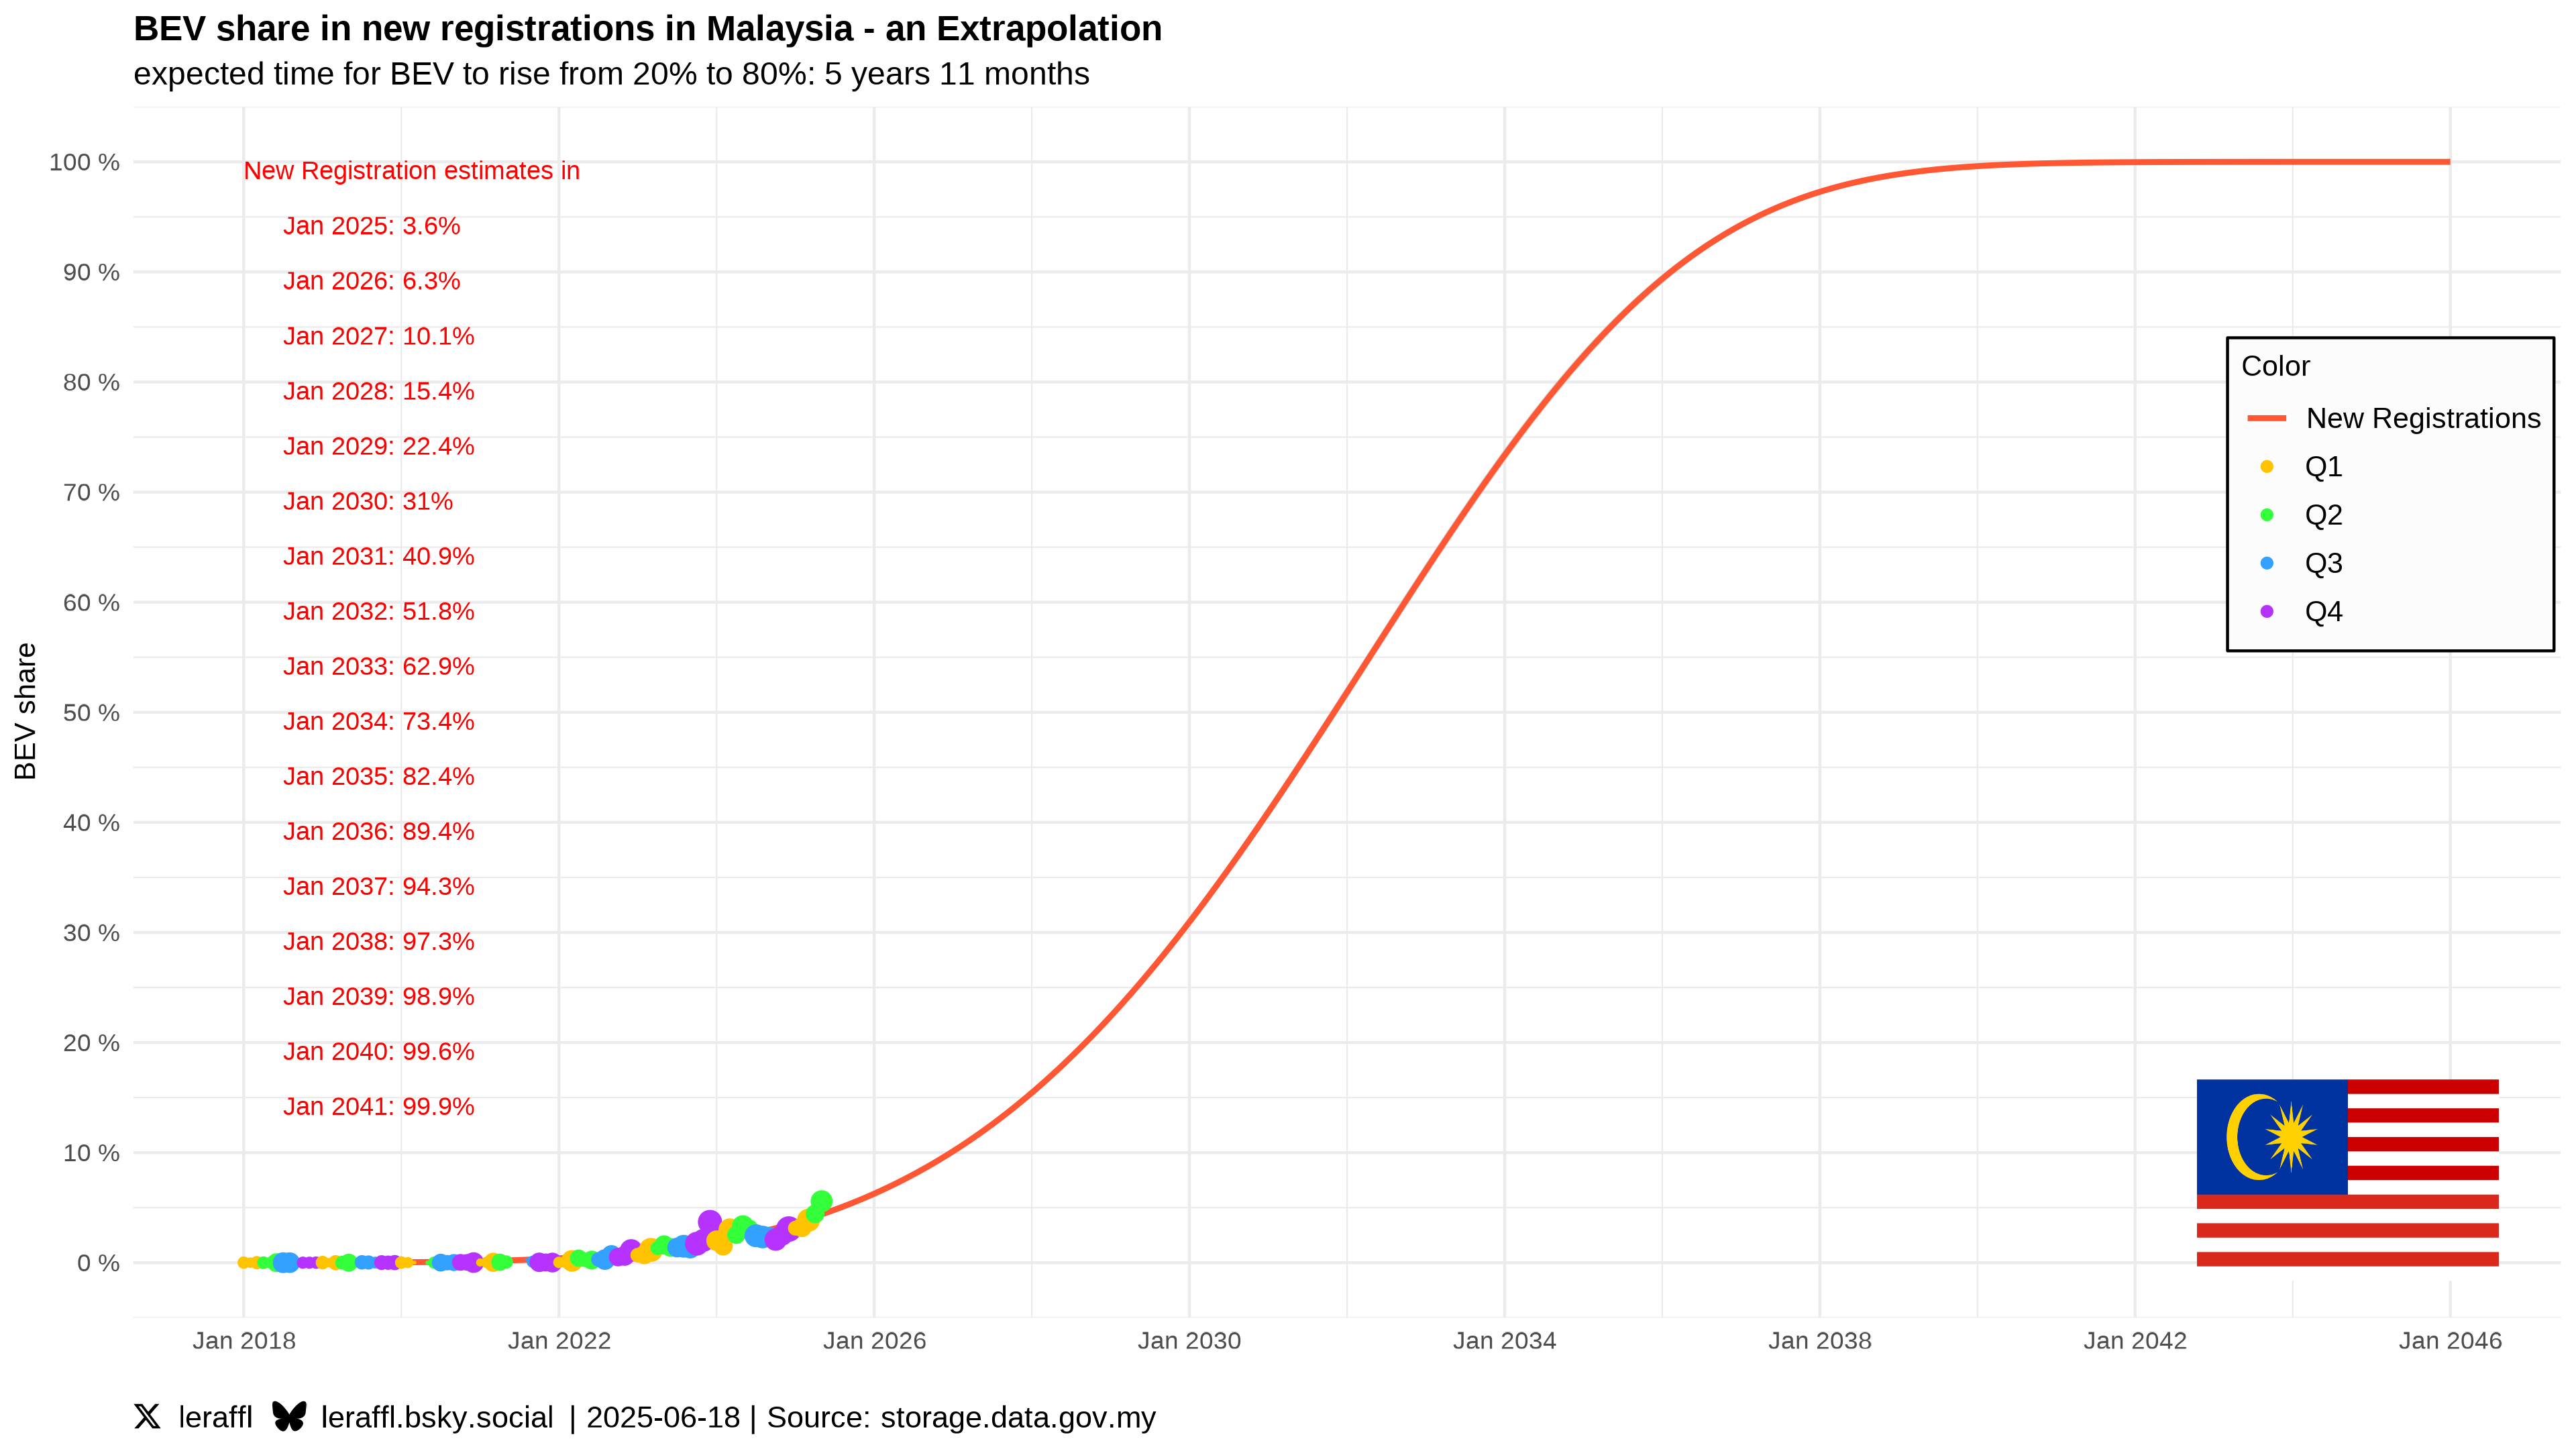 BEV share in new registrations in Malaysia - an Extrapolation
expected time for BEV to rise from 20% to 80%: 5 years 11 months
BEV share
100 %
90 %
80 %
70 %
60 %
50 %
40 %
30 %
20 %
10 %
0 %
New Registration estimates in
Jan 2025: 3.6%
Jan 2026: 6.3%
Jan 2027: 10.1%
Jan 2028: 15.4%
Jan 2029: 22.4%
Jan 2030: 31%
Jan 2031: 40.9%
Jan 2032: 51.8%
Jan 2033: 62.9%
Jan 2034: 73.4%
Jan 2035: 82.4%
Jan 2036: 89.4%
Jan 2037: 94.3%
Jan 2038: 97.3%
Jan 2039: 98.9%
Jan 2040: 99.6%
Jan 2041: 99.9%
Color
New Registrations
Q1
Q2
Q3
Q4
Jan 2018 Jan 2022 Jan 2026 Jan 2030 Jan 2034 Jan 2038 Jan 2042 Jan 2046
leraffl leraffl.bsky.social | 2025-06-18 | Source: storage.data.gov.my